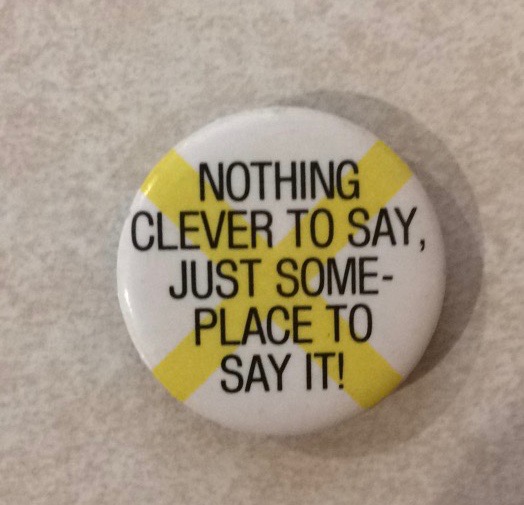 NOTHING
CLEVER TO SAY,
JUST SOME-
PLACE TO
SAY IT!